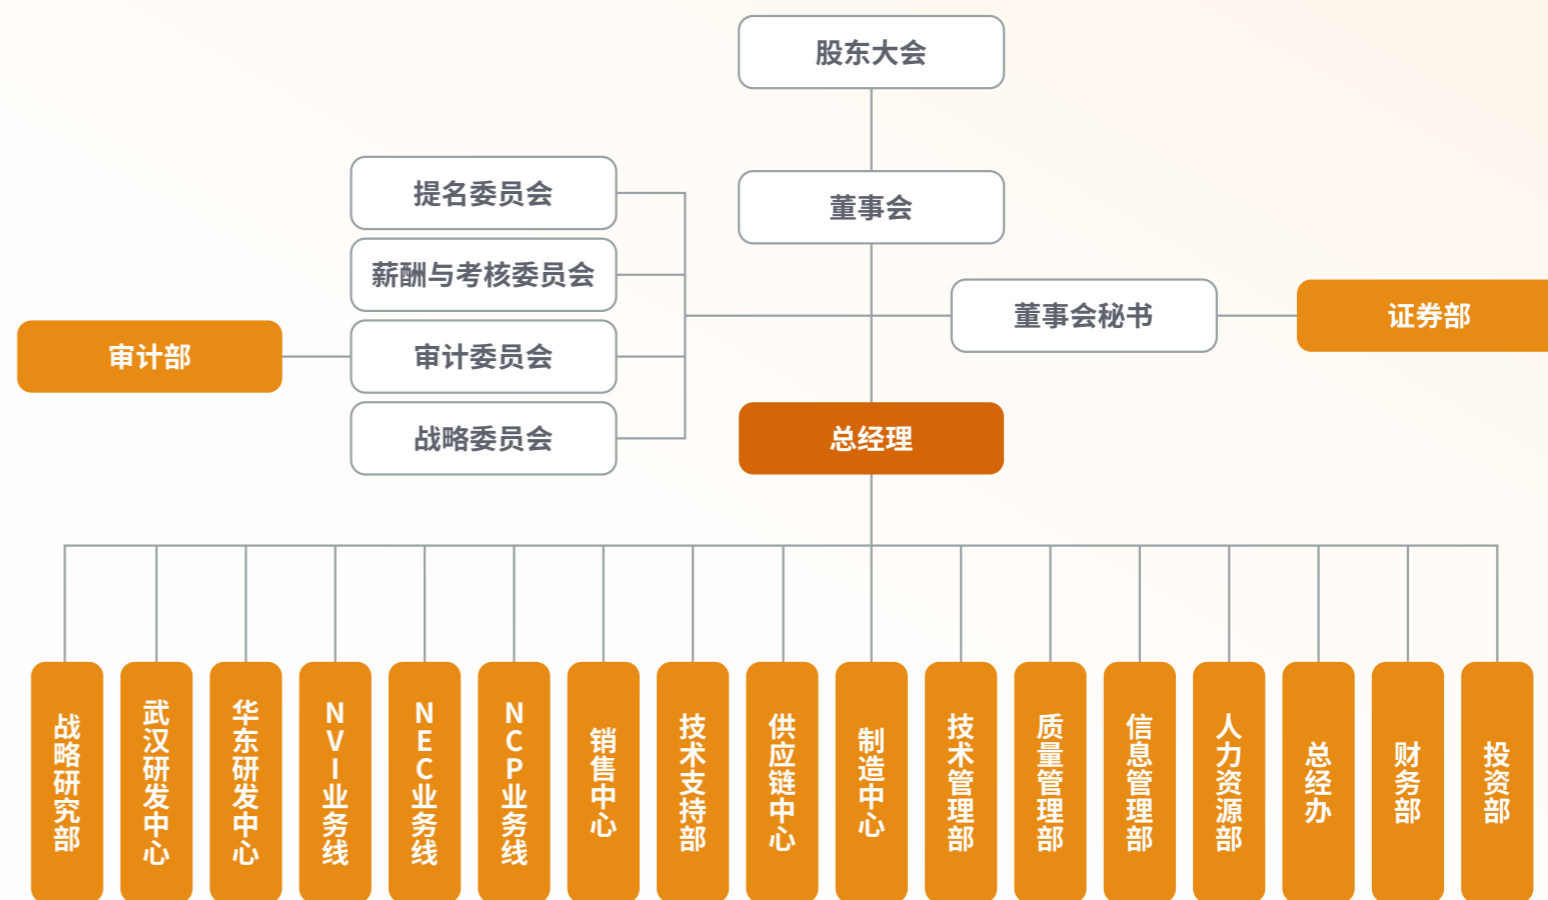 股东大会
提名委员会
董事会
薪酬与考核委员会
董事会秘书
证券部
审计部
审计委员会
战略委员会
总经理
战略研究部
武汉研发中心
华东研发中心
NVI业务线
NEC业务线
NCP业务线
销售中心
技术支持部
供应链中心
制造中心
技术管理部
质量管理部
信息管理部
人力资源部
总经办
财务部
投资部